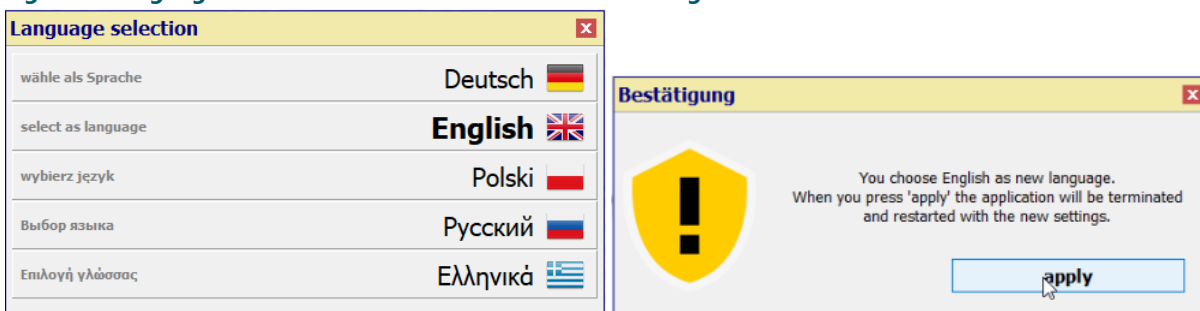 Language selection
wähle als Sprache Deutsch
select as language English
wybierz język Polski
Выбор языка Русский
Επιλογή γλώσσας Ελληνικά
Bestätigung
You choose English as new language.
When you press 'apply' the application will be terminated
and restarted with the new settings.
apply